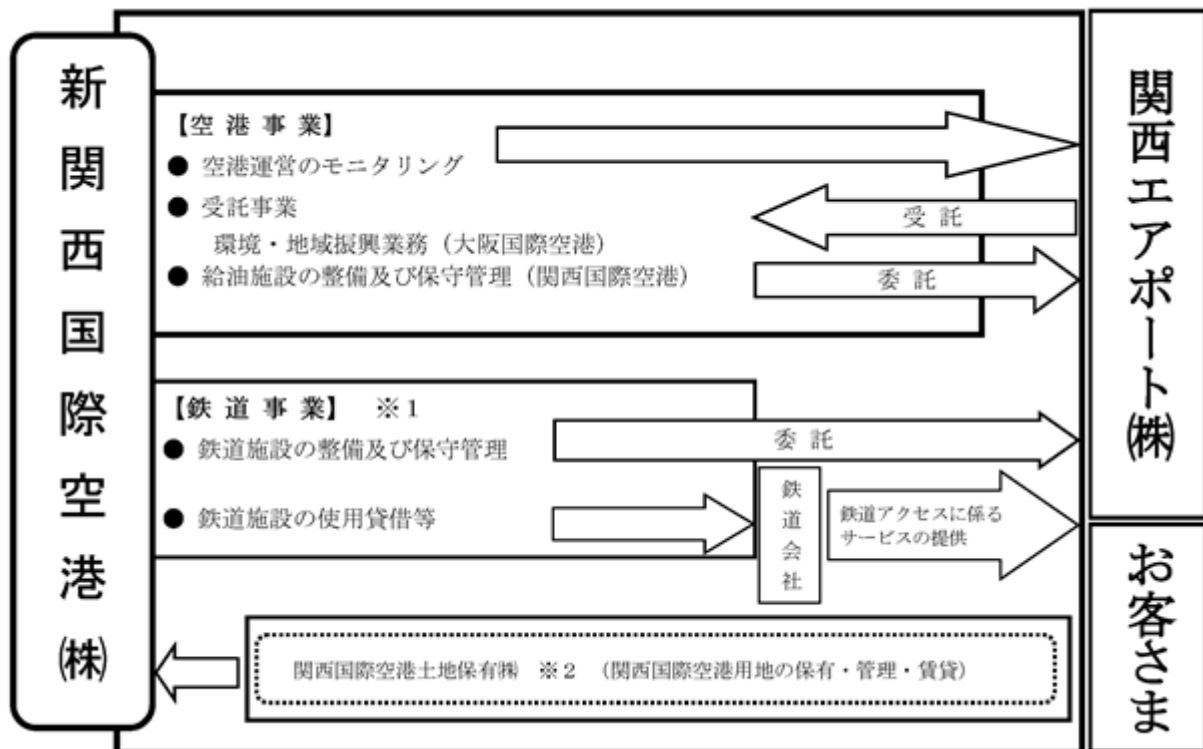 新関西国際空港㈱
【空港事業】
● 空港運営のモニタリング
● 受託事業
環境・地域振興業務（大阪国際空港）
● 給油施設の整備及び保守管理（関西国際空港）
受託
委託
【鉄道事業】 ※１
● 鉄道施設の整備及び保守管理
委託
● 鉄道施設の使用貸借等
鉄道会社
鉄道アクセスに係る
サービスの提供
関西国際空港土地保有㈱ ※２ （関西国際空港用地の保有・管理・賃貸）
関西エアポート㈱
お客さま